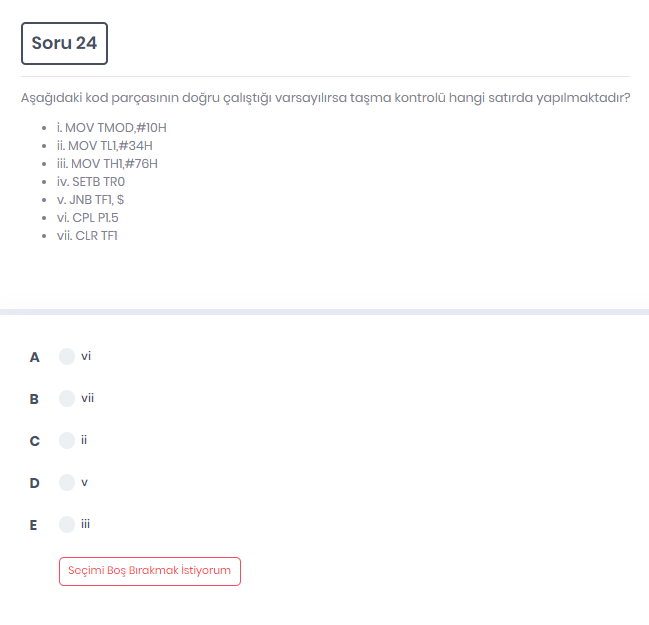 Soru 24
Aşağıdaki kod parçasının doğru çalıştığı varsayılırsa taşma kontrolü hangi satırda yapılmaktadır?
• i. MOV TMOD,#10H
• ii. MOV TL1,#34H
• iii. MOV TH1,#76H
• iv. SETB TR0
• v. JNB TF1, $
• vi. CPL P1.5
• vii. CLR TF1
A vi
B vii
C ii
D v
E iii
Seçimi Boş Bırakmak İstiyorum